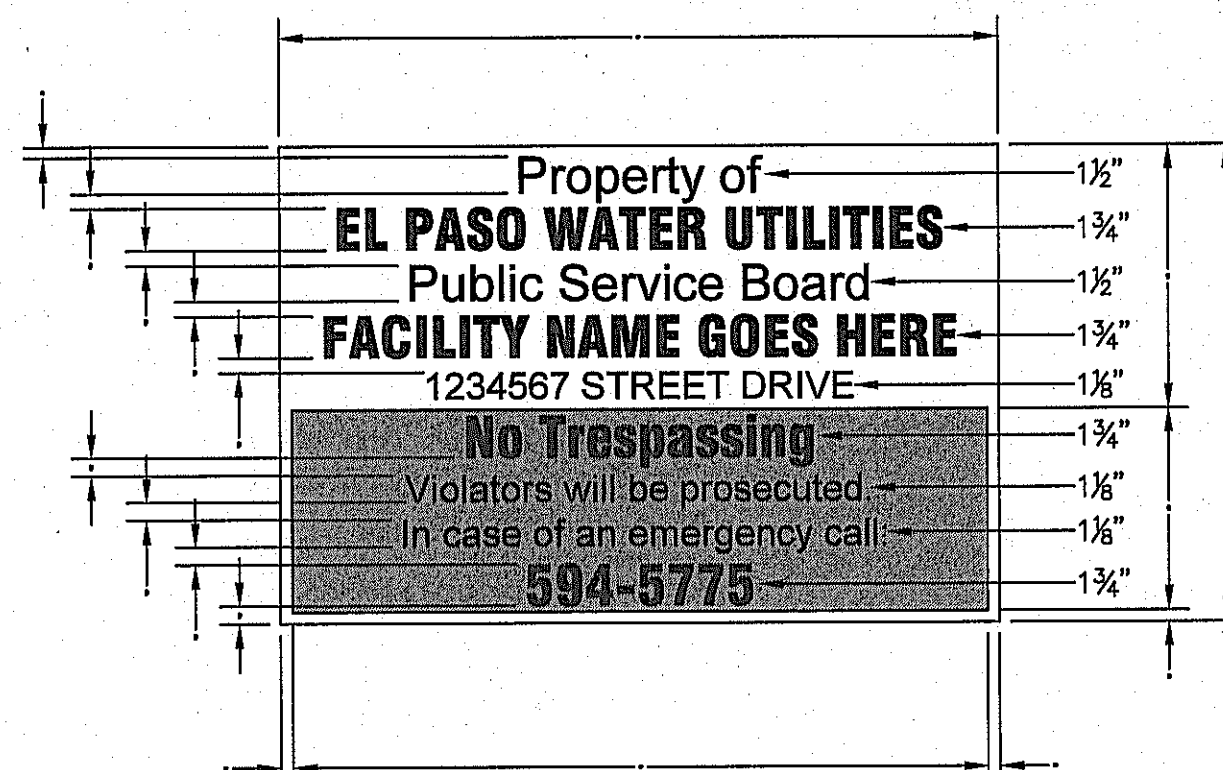 Property of 1½"
EL PASO WATER UTILITIES 1¾"
Public Service Board 1½"
FACILITY NAME GOES HERE 1¾"
1234567 STREET DRIVE 1⅛"
No Trespassing 1¾"
Violators will be prosecuted. 1⅛"
In case of an emergency call: 1⅛"
594-5775 1¾"